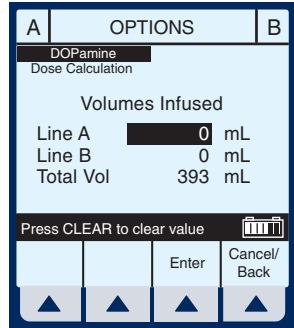 A OPTIONS B
DOPamine
Dose Calculation
Volumes Infused
Line A 0 mL
Line B 0 mL
Total Vol 393 mL
Press CLEAR to clear value
Enter Cancel/
Back